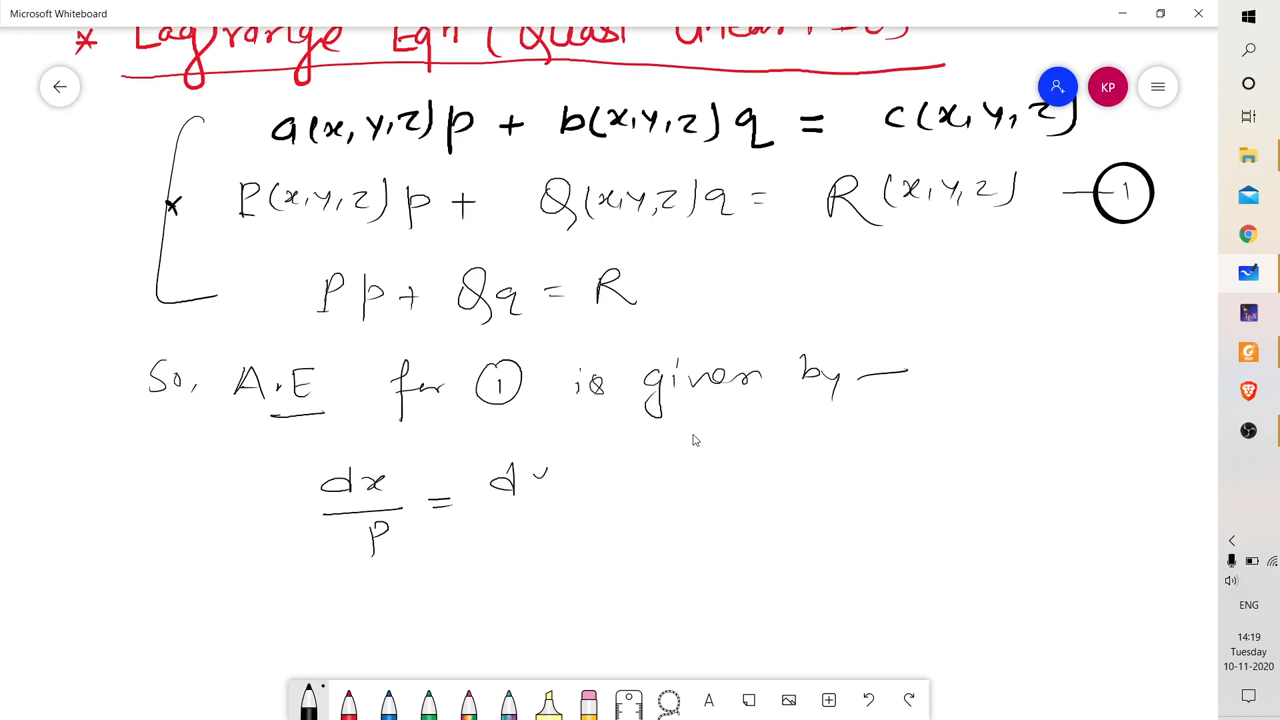 Microsoft Whiteboard
* Lagrange Eqn (Quasi linear PDE)
KP
a(x,y,z)p + b(x,y,z)q = c(x,y,z)
* P(x,y,z)p + Q(x,y,z)q = R(x,y,z) — 1
Pp + Qq = R
So, A.E for 1 is given by —
dx/P = d
ENG
14:19
Tuesday
10-11-2020